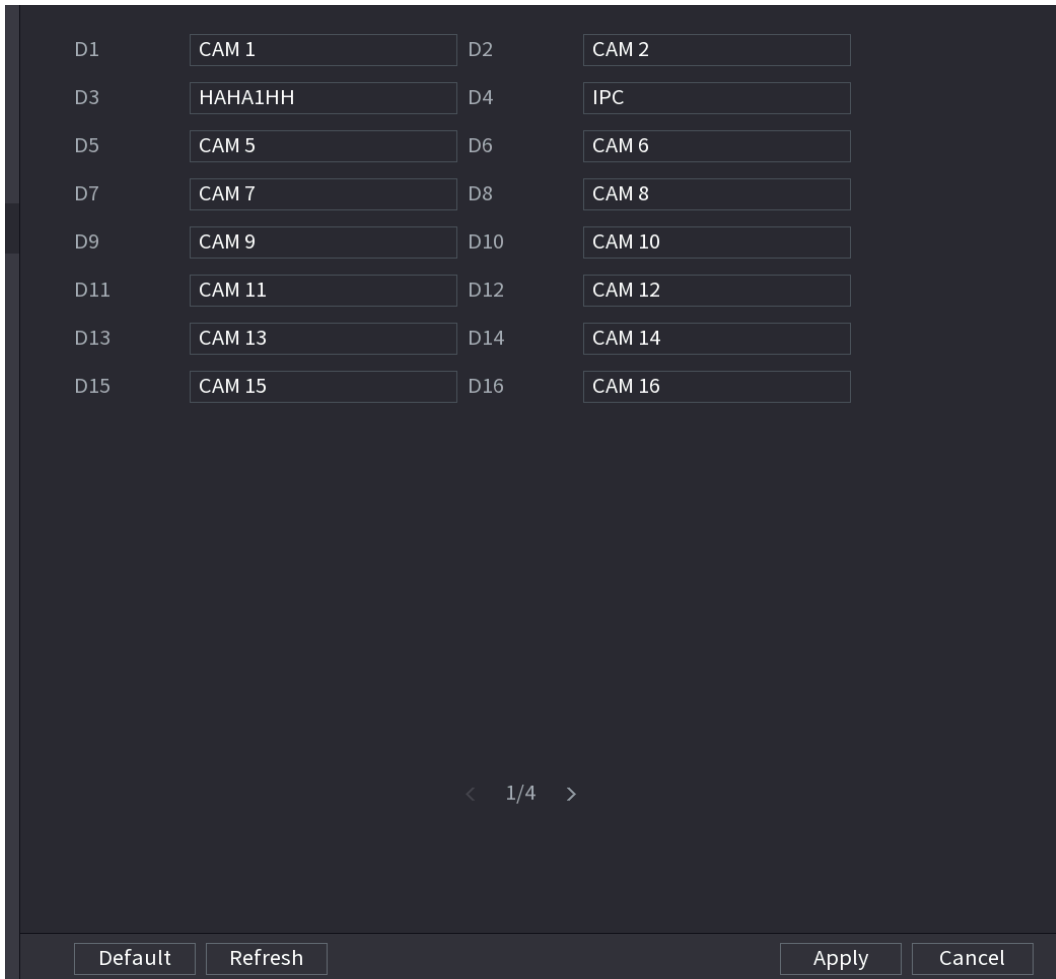 D1 CAM 1 D2 CAM 2
D3 HAHA1HH D4 IPC
D5 CAM 5 D6 CAM 6
D7 CAM 7 D8 CAM 8
D9 CAM 9 D10 CAM 10
D11 CAM 11 D12 CAM 12
D13 CAM 13 D14 CAM 14
D15 CAM 15 D16 CAM 16
< 1/4 >
Default Refresh Apply Cancel